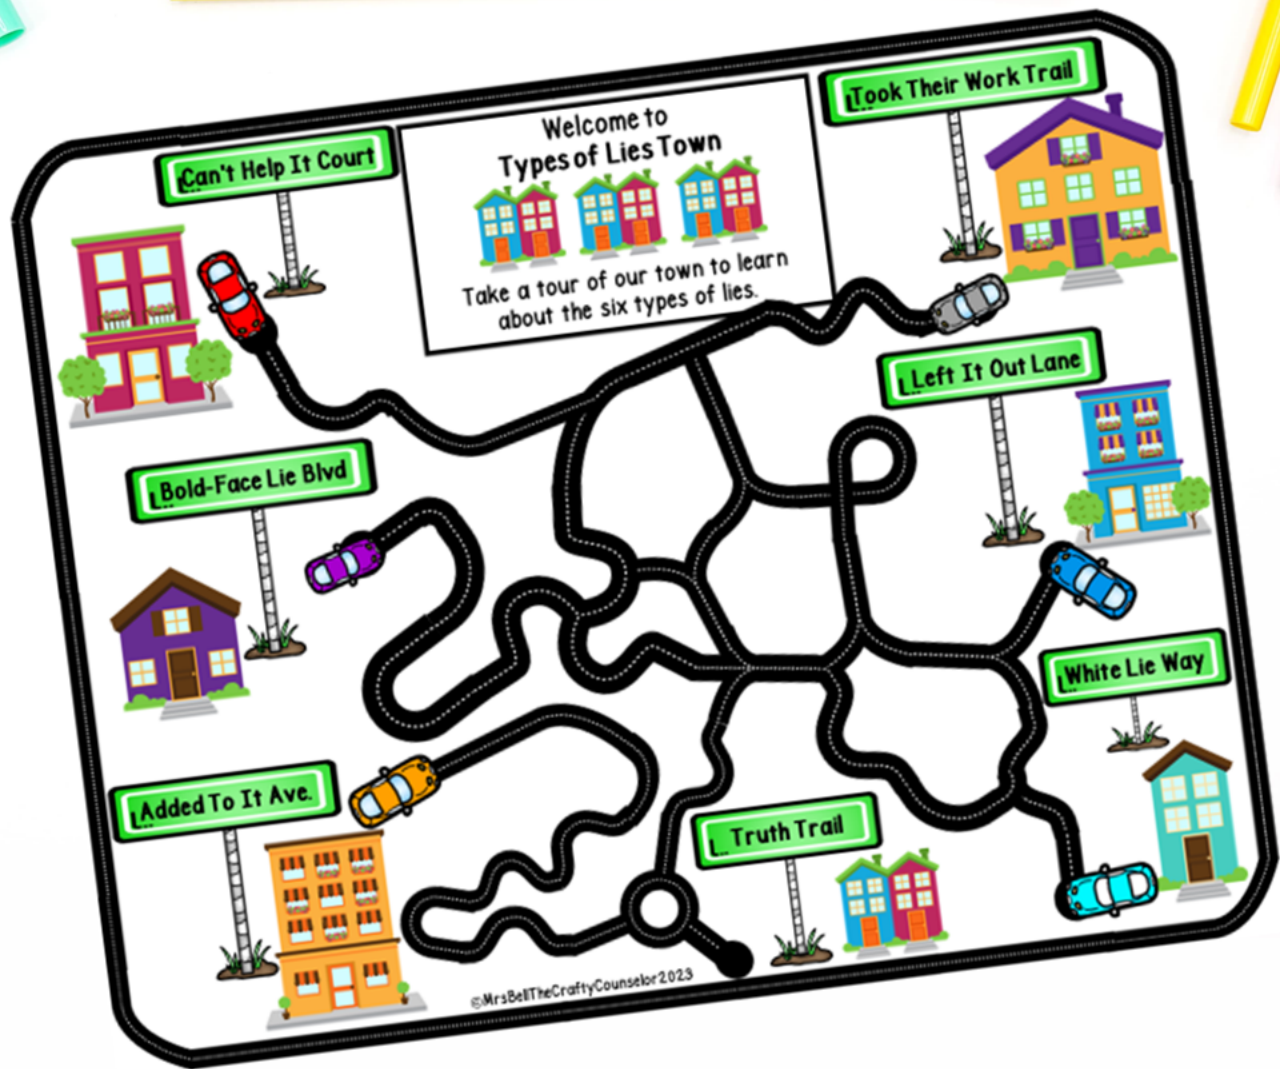 Took Their Work Trail
Welcome to
Types of Lies Town
Can't Help It Court
Take a tour of our town to learn
about the six types of lies.
Left It Out Lane
Bold-Face Lie Blvd
White Lie Way
Added To It Ave.
Truth Trail
©MrsBellTheCraftyCounselor2023